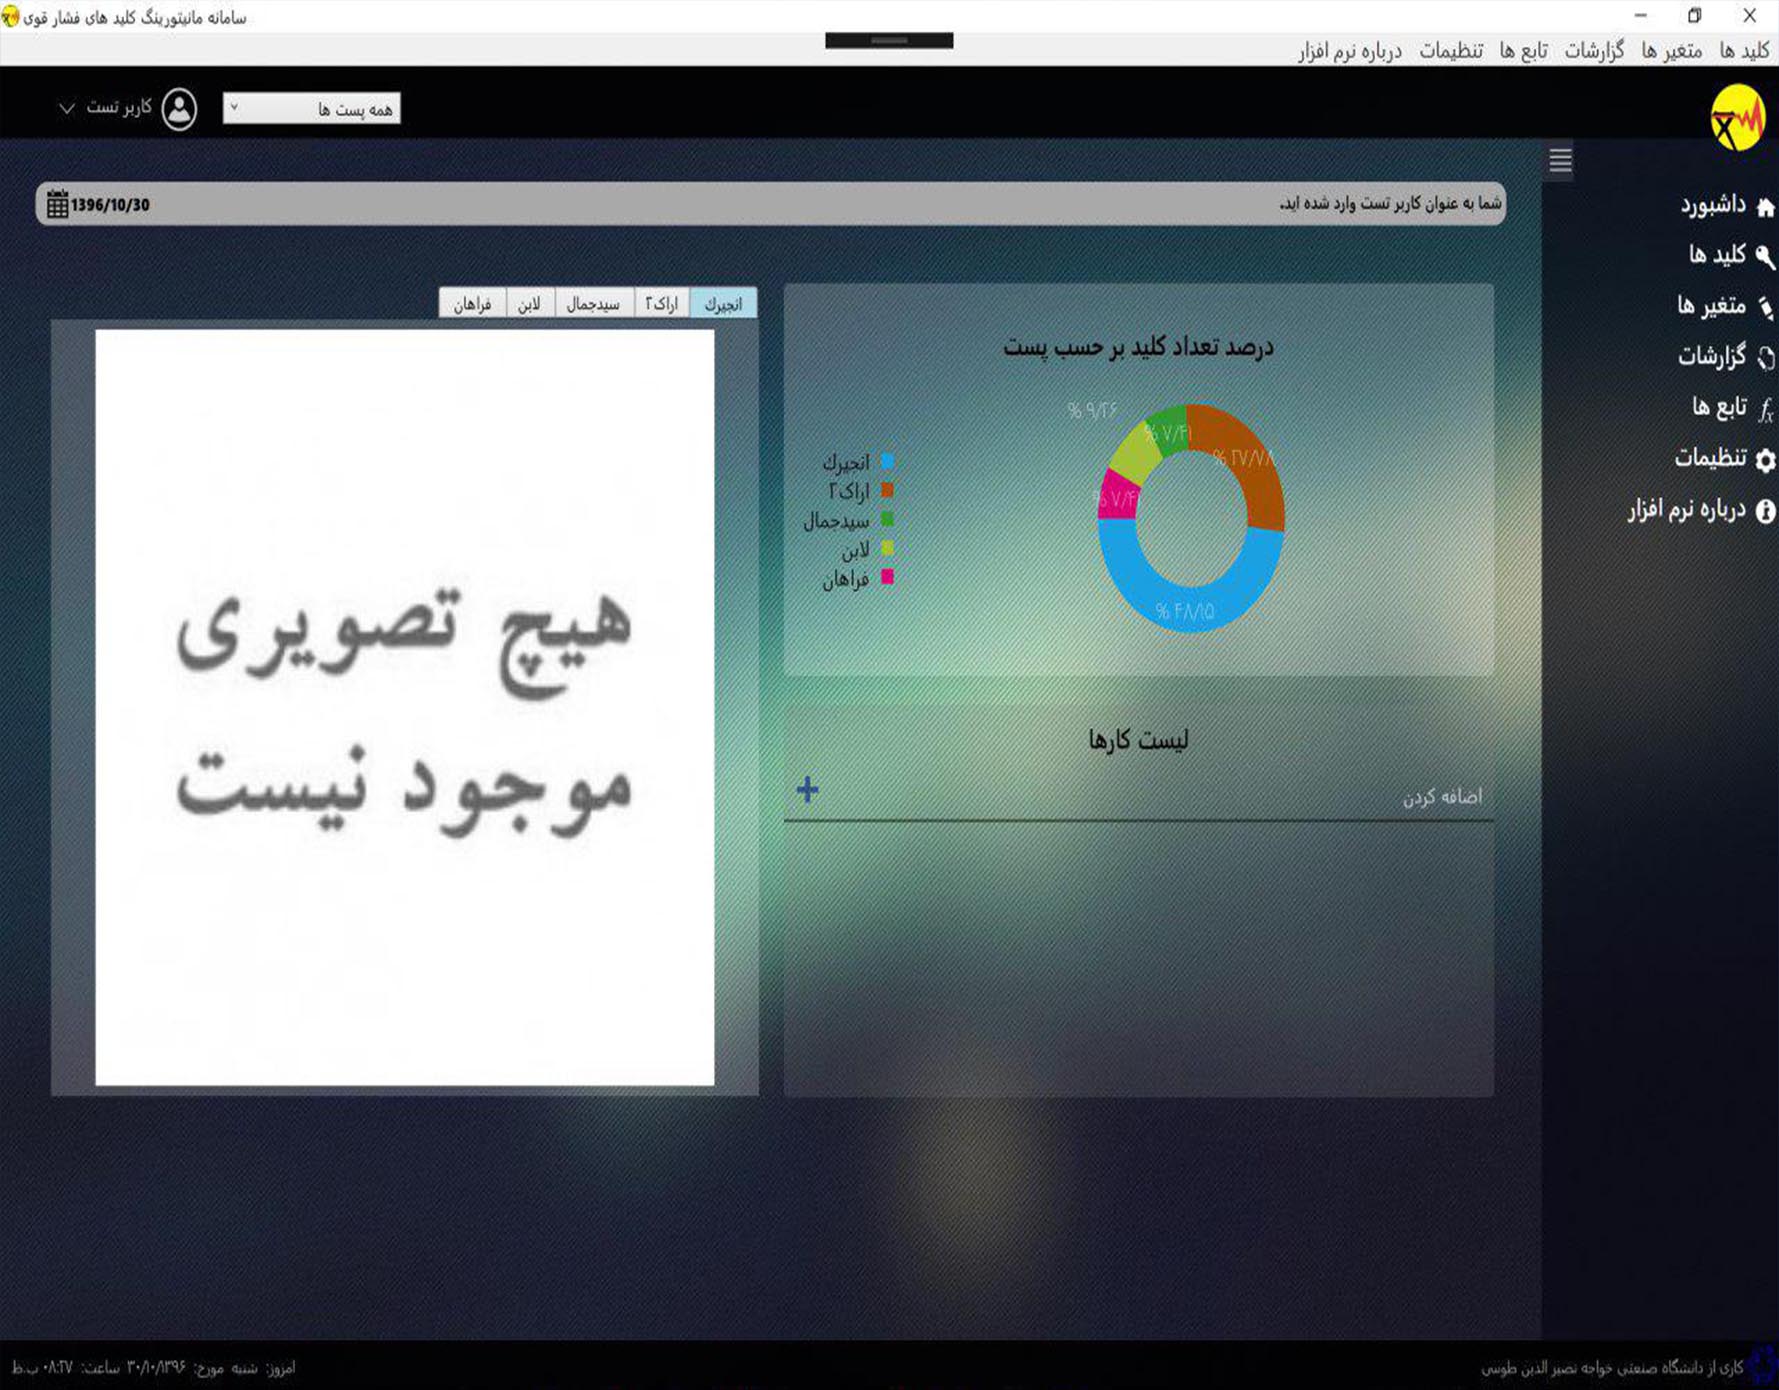 سامانه مانیتورینگ کلید های فشار قوی
کلید ها متغیر ها گزارشات تابع ها تنظیمات درباره نرم افزار
همه پست ها
کاربر تست
داشبورد
کلید ها
متغیر ها
گزارشات
تابع ها
تنظیمات
درباره نرم افزار
شما به عنوان کاربر تست وارد شده اید.
1396/10/30
درصد تعداد کلید بر حسب پست
% ۹/۲۶
% ۷/۴۱
% ۲۷/۷۸
% ۷/۴۱
% ۴۸/۱۵
انجیرك
اراک۲
سیدجمال
لابن
فراهان
لیست کارها
اضافه کردن
انجیرك اراک۲ سیدجمال لابن فراهان
هیچ تصویری
موجود نیست
کاری از دانشگاه صنعتی خواجه نصیر الدین طوسی
امروز: شنبه مورخ: ۳۰/۱۰/۱۳۹۶ ساعت: ۰۸:۲۷ ب.ظ